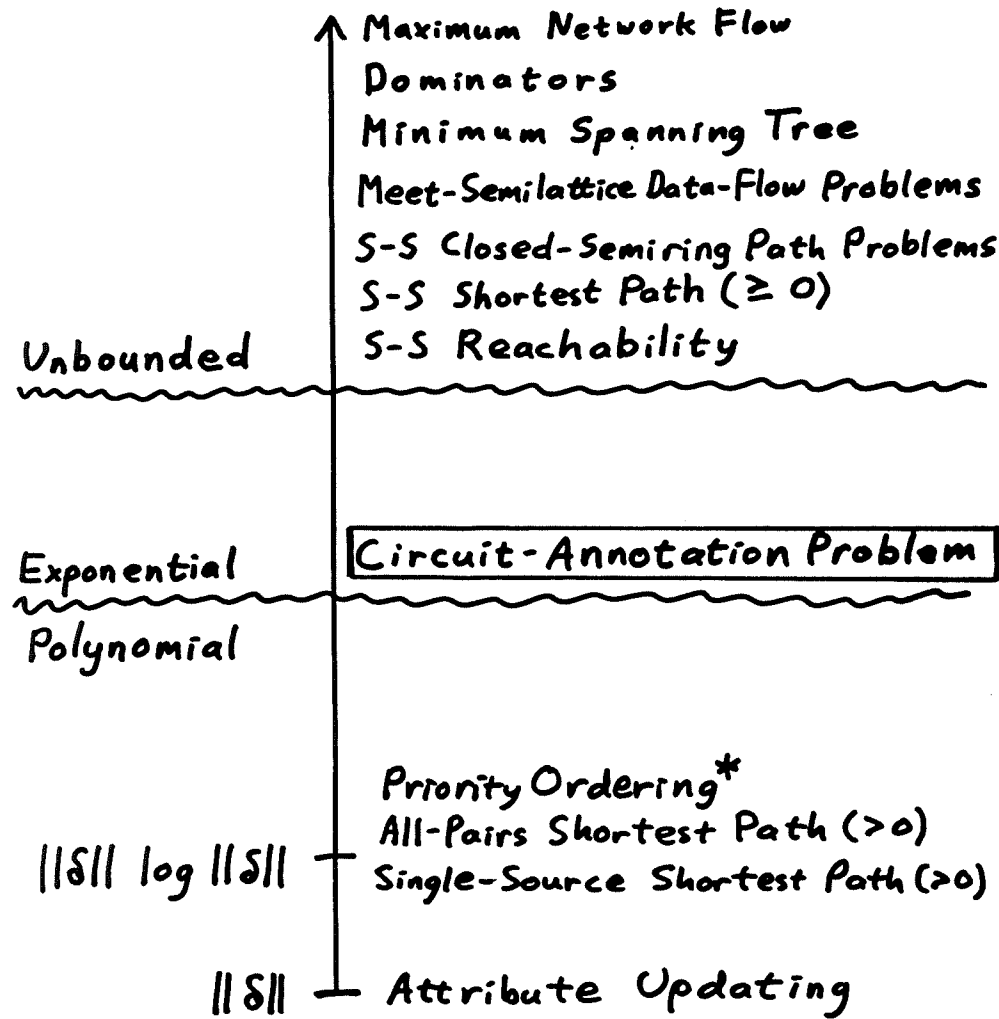 Maximum Network Flow
Dominators
Minimum Spanning Tree
Meet-Semilattice Data-Flow Problems
S-S Closed-Semiring Path Problems
S-S Shortest Path (≥ 0)
S-S Reachability
Unbounded
Circuit-Annotation Problem
Exponential
Polynomial
Priority Ordering*
All-Pairs Shortest Path (>0)
||δ|| log ||δ||
Single-Source Shortest Path (>0)
||δ||
Attribute Updating